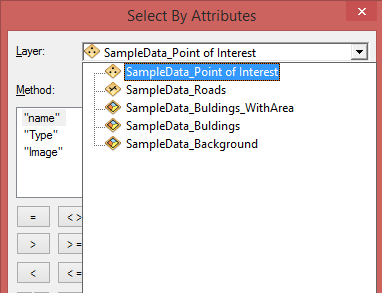 Select By Attributes
Layer: SampleData_Point of Interest
SampleData_Point of Interest
SampleData_Roads
SampleData_Buldings_WithArea
SampleData_Buldings
SampleData_Background
Method:
"name"
"Type"
"Image"
= < >
> > =
< < =